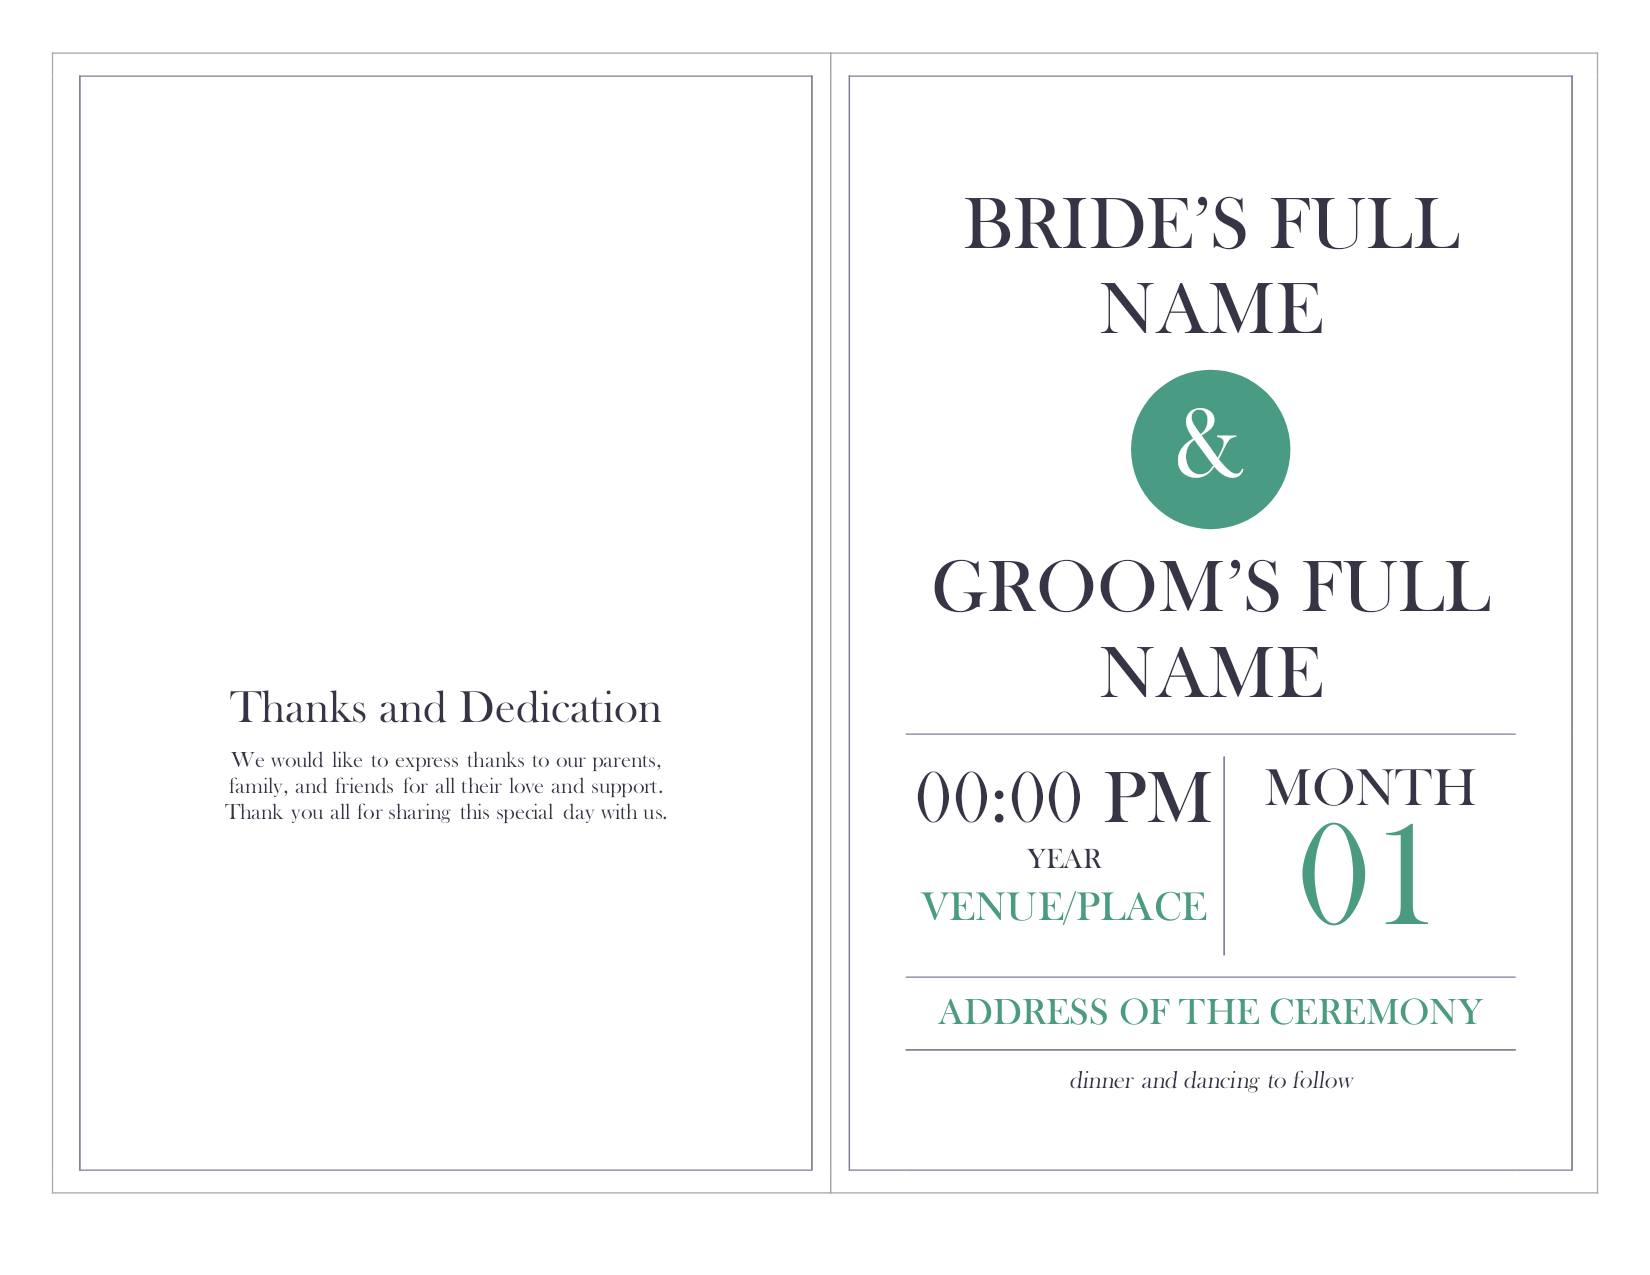 Thanks and Dedication
We would like to express thanks to our parents,
family, and friends for all their love and support.
Thank you all for sharing this special day with us.
BRIDE’S FULL
NAME
&
GROOM’S FULL
NAME
00:00 PM
YEAR
VENUE/PLACE
MONTH
01
ADDRESS OF THE CEREMONY
dinner and dancing to follow